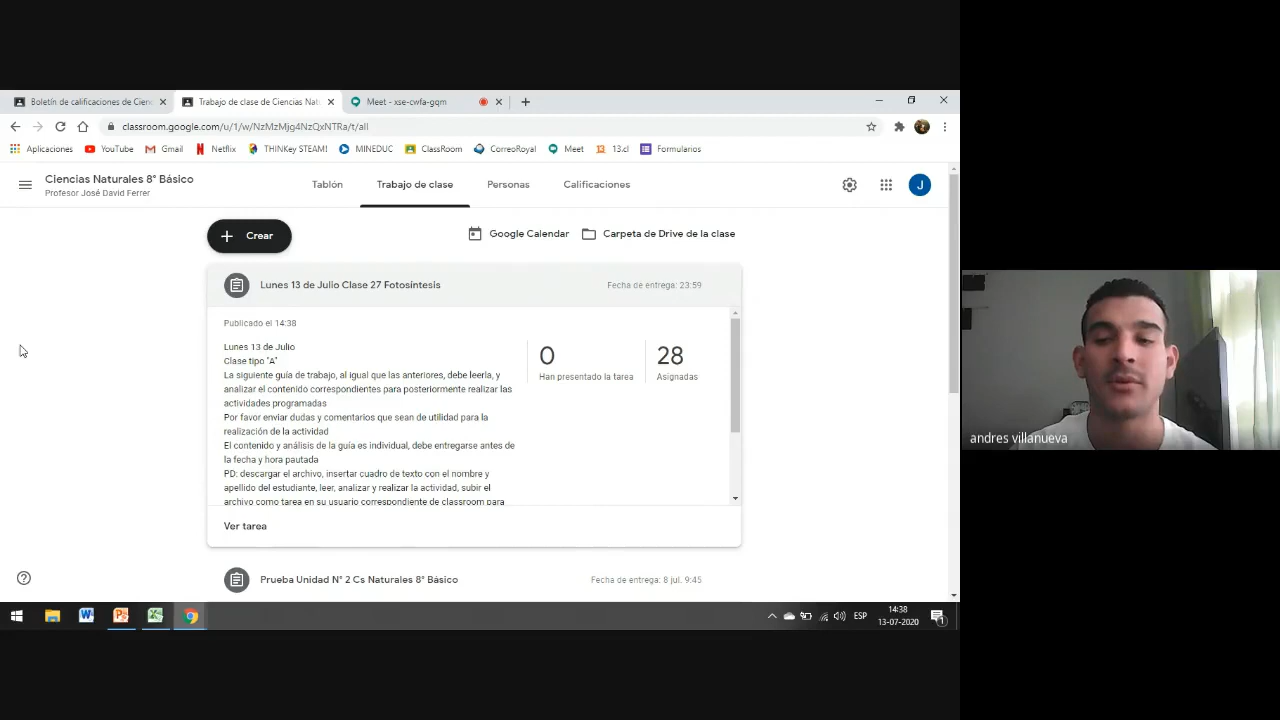 Boletín de calificaciones de Cienc
Trabajo de clase de Ciencias Natu
Meet - xse-cwfa-gqm
classroom.google.com/u/1/w/NzMzMjg4NzQxNTRa/t/all
Aplicaciones
YouTube
Gmail
Netflix
THINKey STEAM!
MINEDUC
ClassRoom
CorreoRoyal
Meet
13.cl
Formularios
Ciencias Naturales 8° Básico
Profesor José David Ferrer
Tablón
Trabajo de clase
Personas
Calificaciones
J
Crear
Google Calendar
Carpeta de Drive de la clase
Lunes 13 de Julio Clase 27 Fotosíntesis
Fecha de entrega: 23:59
Publicado el 14:38
Lunes 13 de Julio
Clase tipo "A"
La siguiente guía de trabajo, al igual que las anteriores, debe leerla, y
analizar el contenido correspondientes para posteriormente realizar las
actividades programadas
Por favor enviar dudas y comentarios que sean de utilidad para la
realización de la actividad
El contenido y análisis de la guía es individual, debe entregarse antes de
la fecha y hora pautada
PD: descargar el archivo, insertar cuadro de texto con el nombre y
apellido del estudiante, leer, analizar y realizar la actividad, subir el
archivo como tarea en su usuario correspondiente de classroom para
0
Han presentado la tarea
28
Asignadas
Ver tarea
Prueba Unidad N° 2 Cs Naturales 8° Básico
Fecha de entrega: 8 jul. 9:45
ESP
14:38
13-07-2020
1
andres villanueva